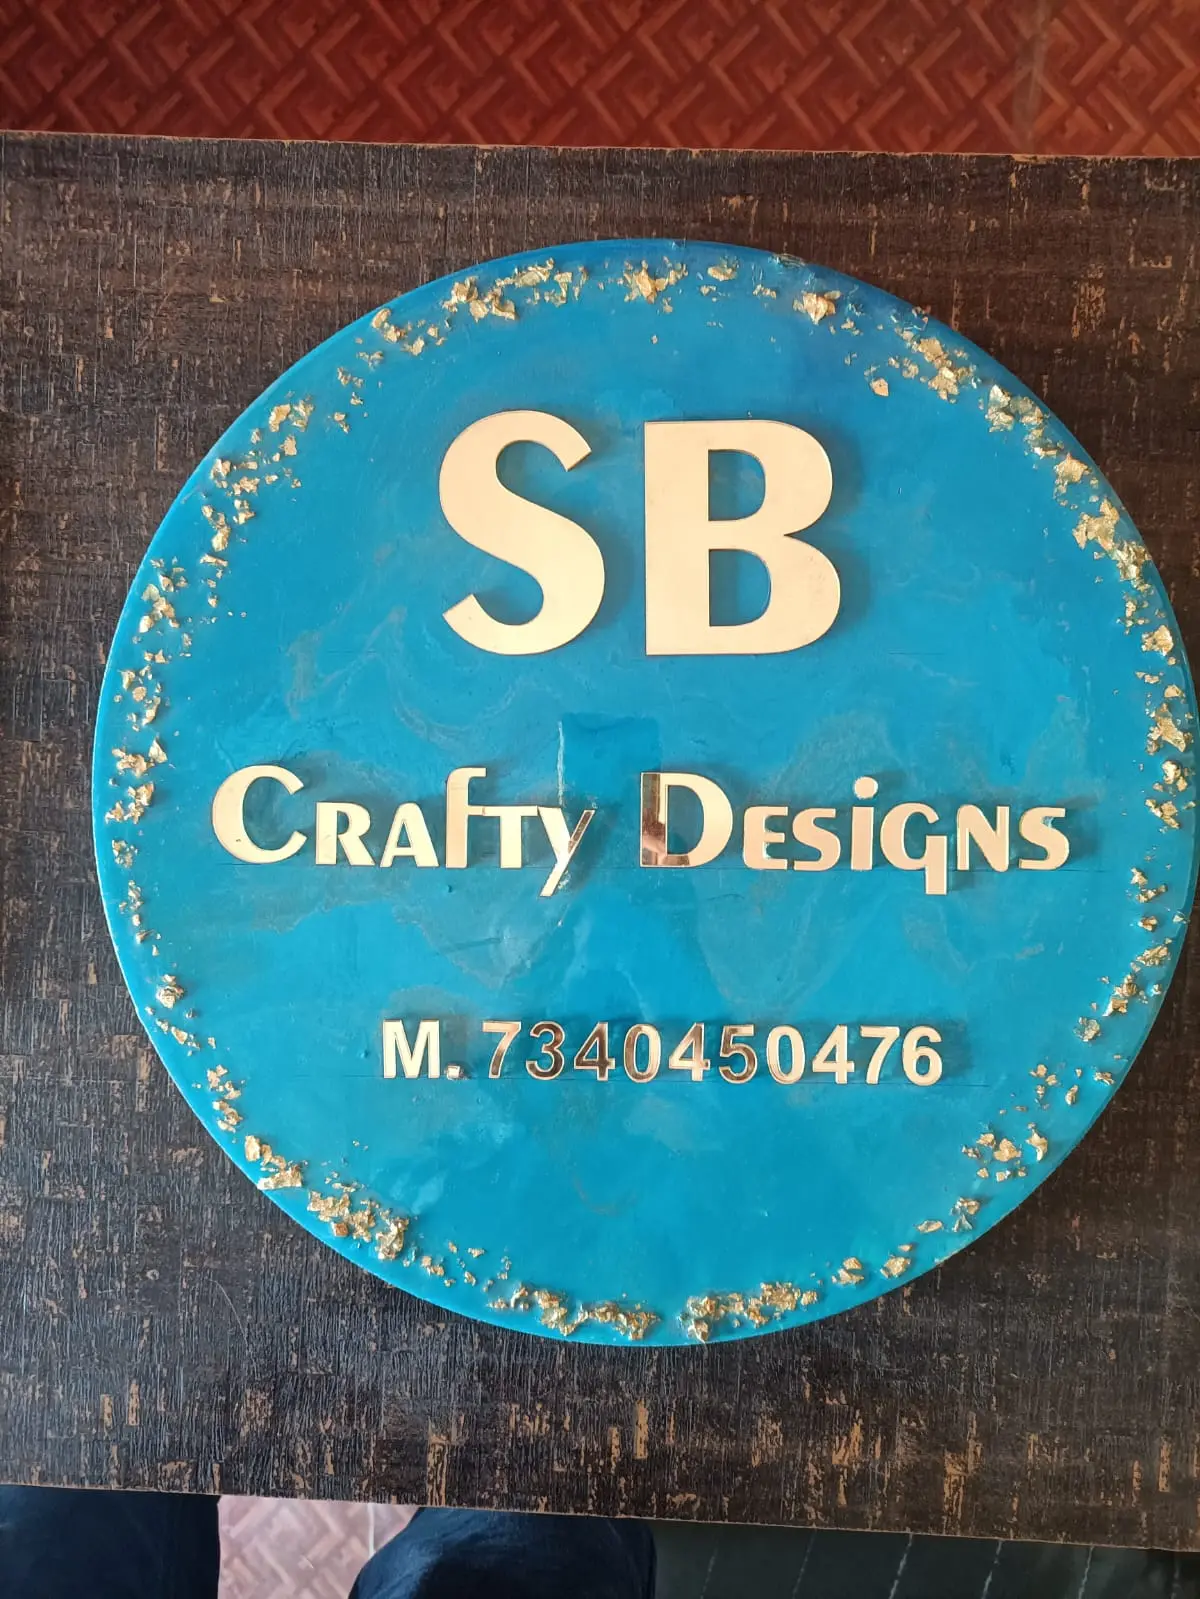 SB
Crafty Designs
M. 7340450476